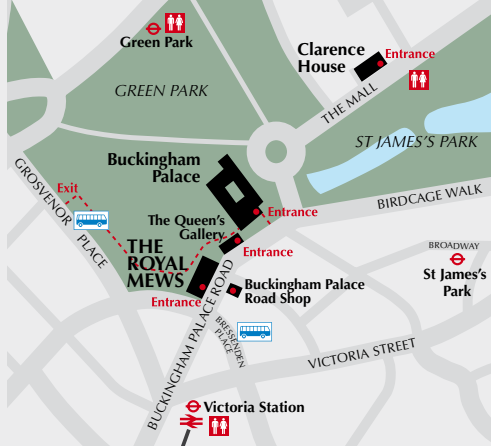 Green Park
Clarence
House
Entrance
GREEN PARK
THE MALL
ST JAMES'S PARK
Buckingham
Palace
GROSVENOR
PLACE
Exit
BIRDCAGE WALK
Entrance
The Queen's
Gallery
Entrance
THE
ROYAL
MEWS
Entrance
BROADWAY
St James's
Park
Buckingham Palace
Road Shop
BUCKINGHAM PALACE ROAD
BRESSENDEN
PLACE
VICTORIA STREET
Victoria Station